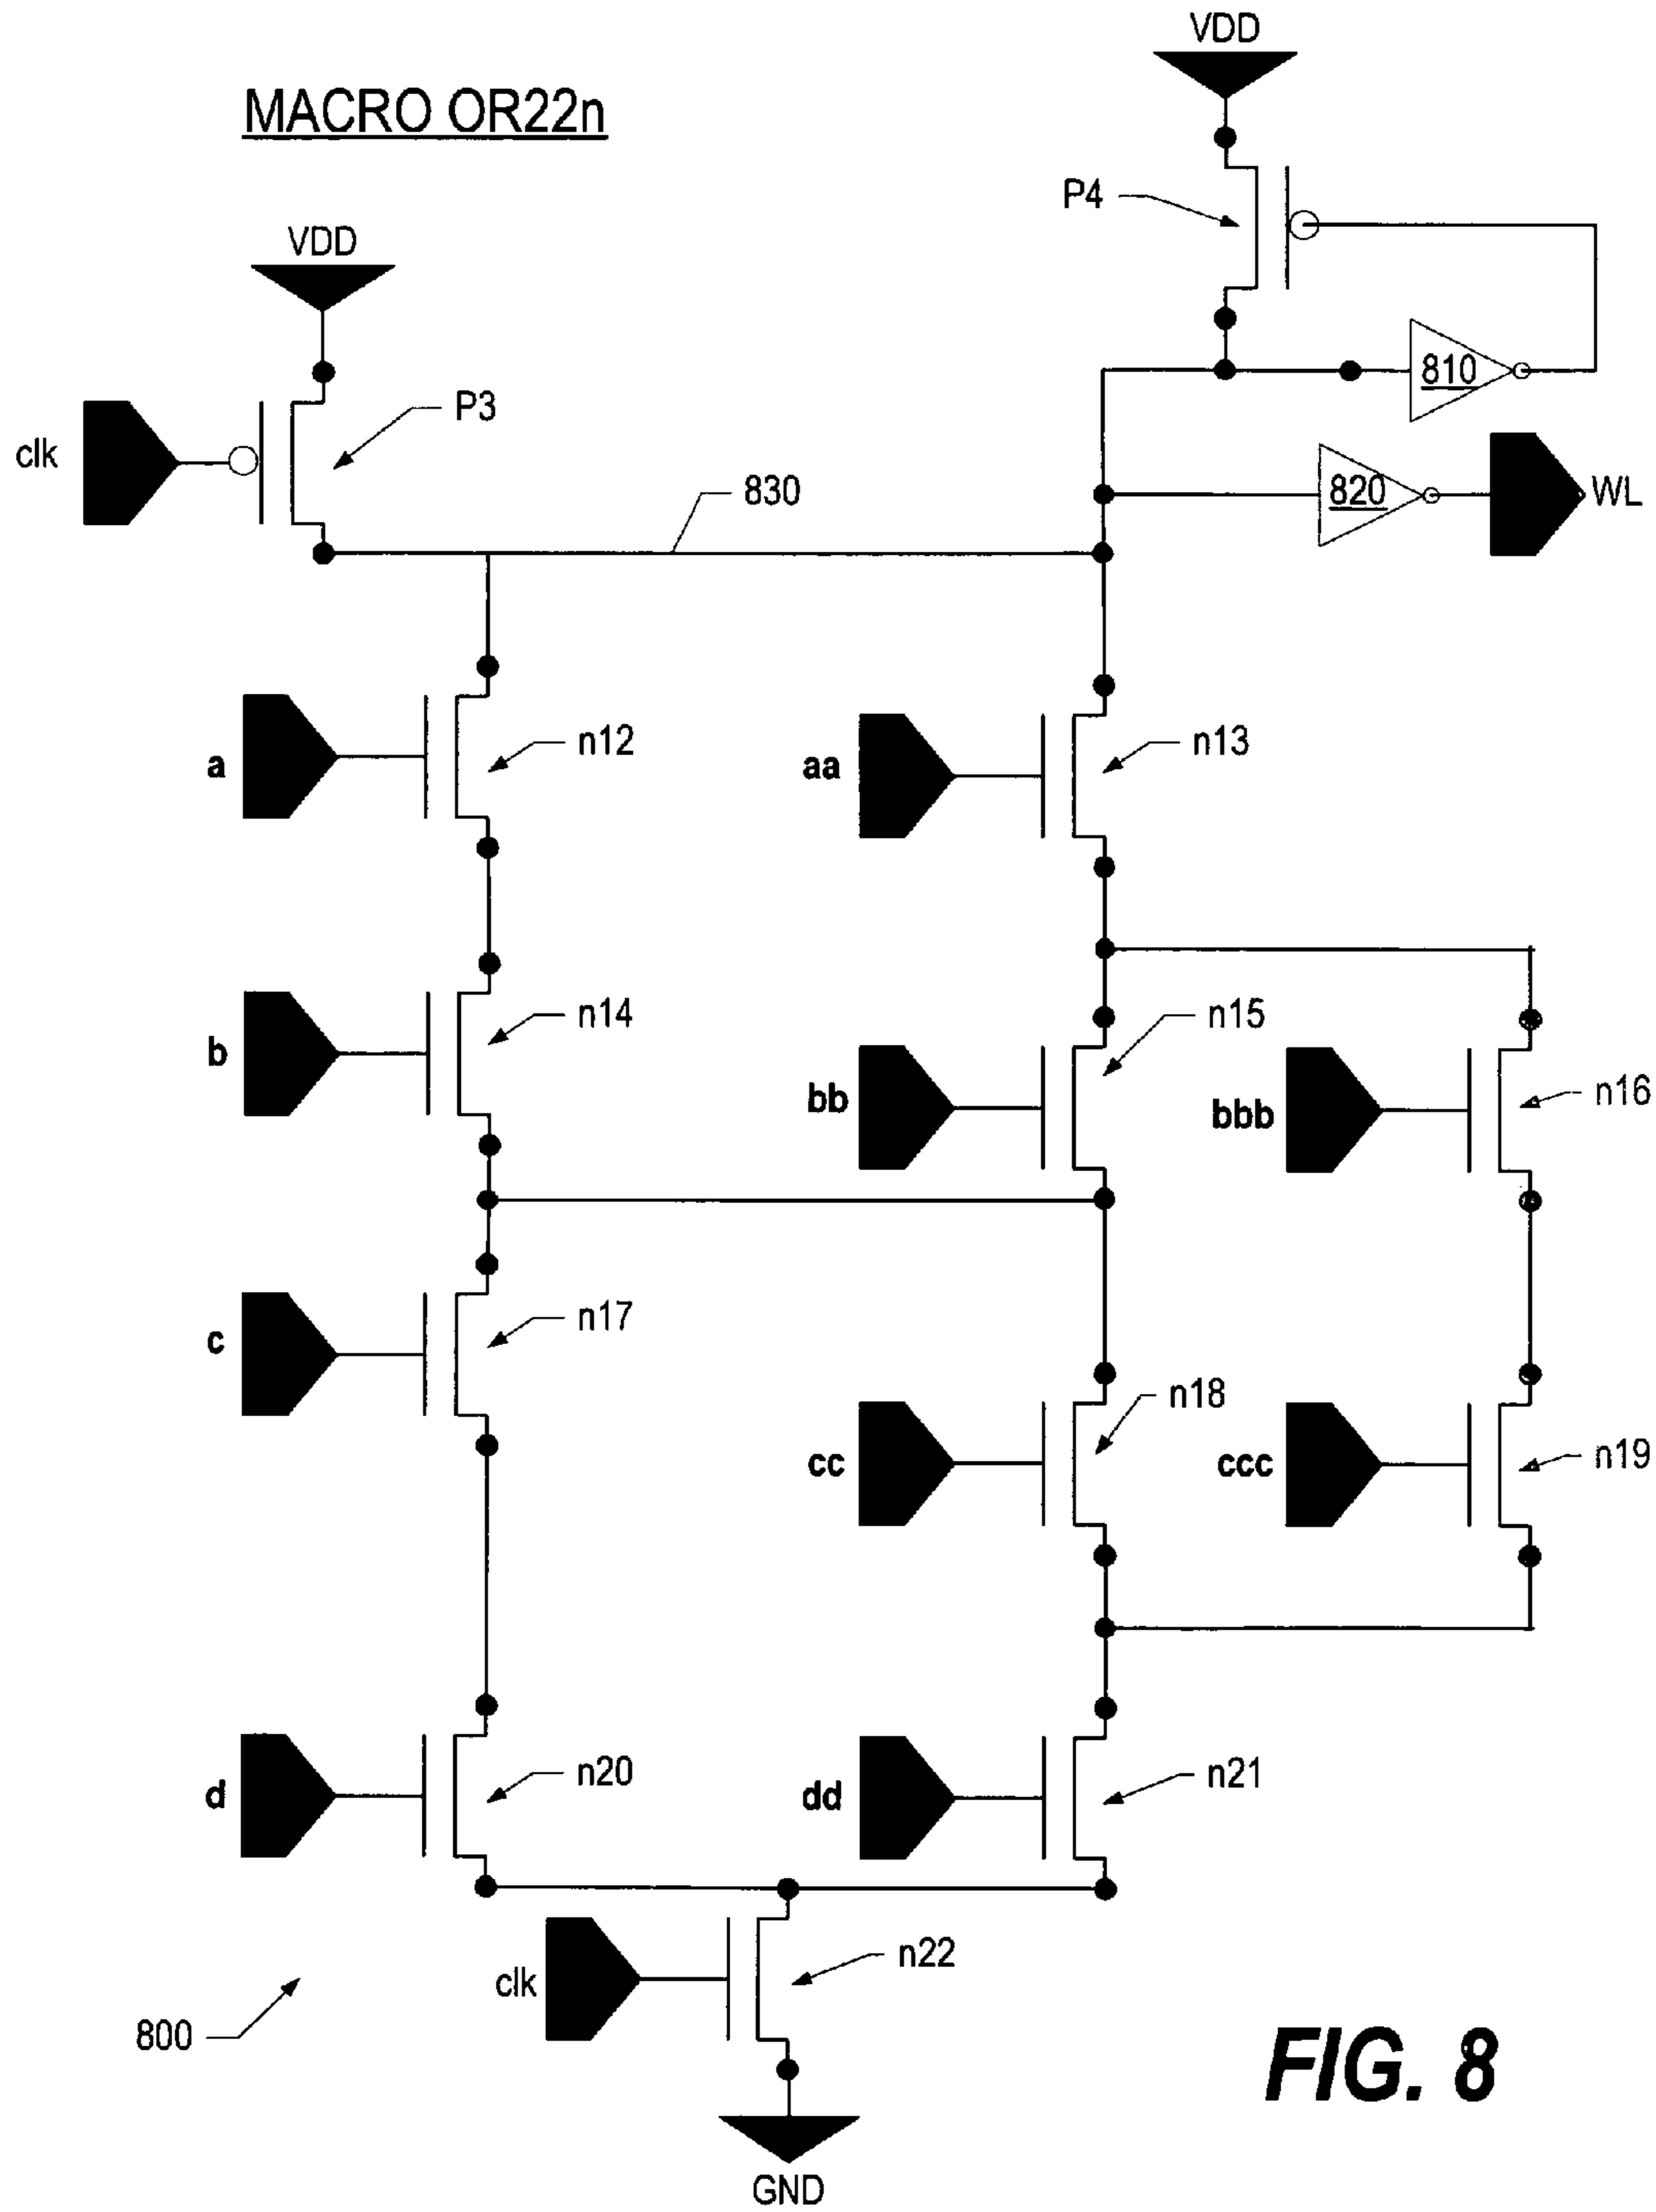 VDD
MACRO OR22n
P4
VDD
810
P3
clk
830
820
WL
a
n12
aa
n13
b
n14
bb
n15
bbb
n16
c
n17
cc
n18
ccc
n19
d
n20
dd
n21
clk
n22
800
GND
FIG. 8